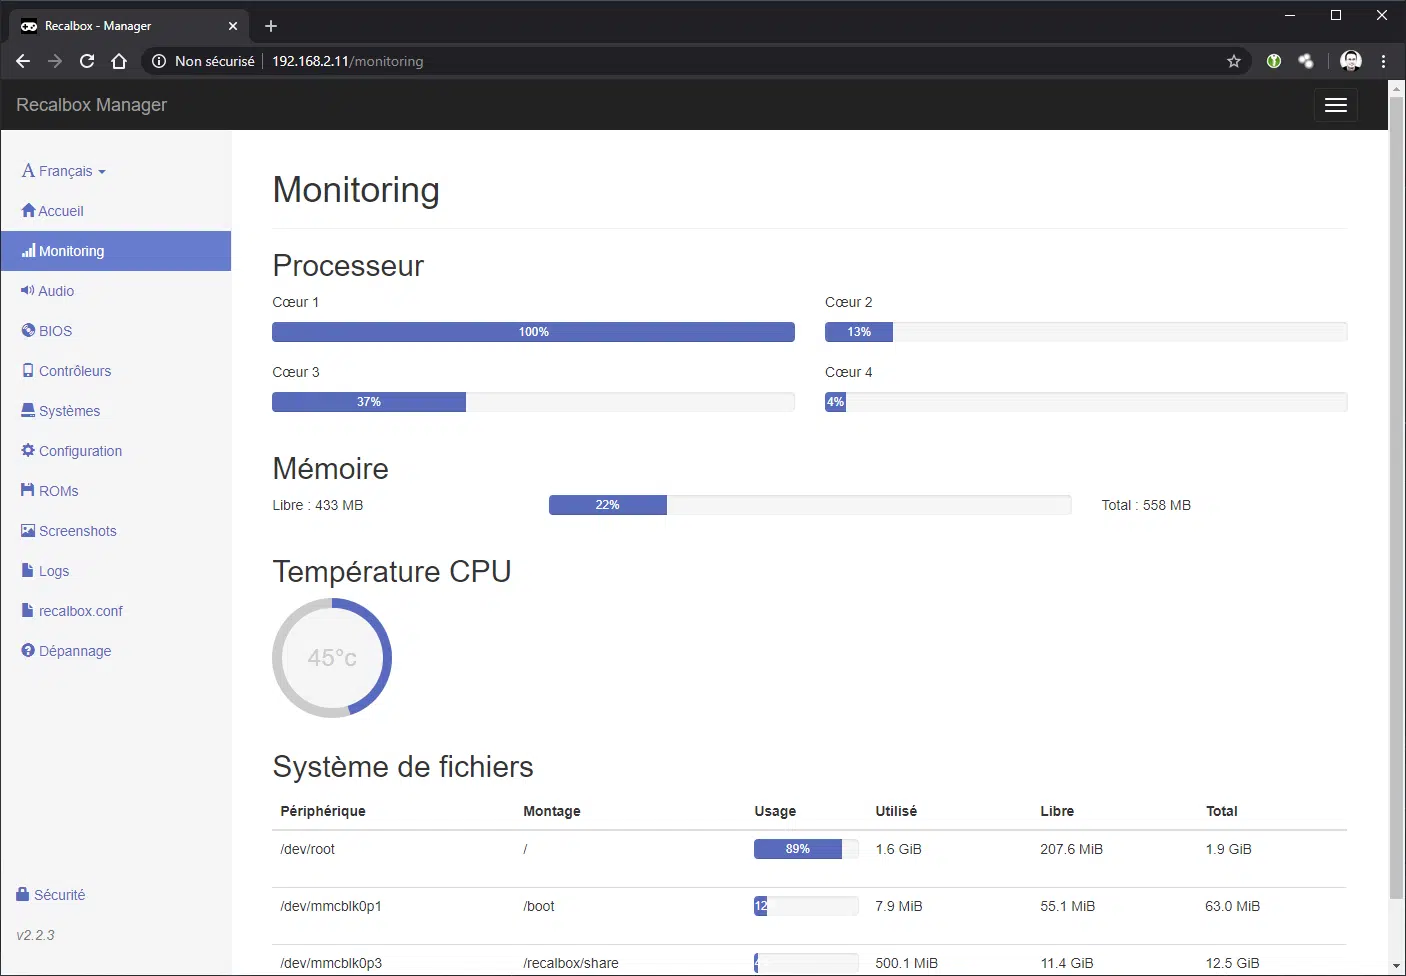 Recalbox - Manager
Non sécurisé 192.168.2.11/monitoring
Recalbox Manager
Français
Accueil
Monitoring
Audio
BIOS
Contrôleurs
Systèmes
Configuration
ROMs
Screenshots
Logs
recalbox.conf
Dépannage
Sécurité
v2.2.3
Monitoring
Processeur
Cœur 1 Cœur 2
100% 13%
Cœur 3 Cœur 4
37% 4%
Mémoire
Libre : 433 MB 22% Total : 558 MB
Température CPU
45°c
Système de fichiers
Périphérique Montage Usage Utilisé Libre Total
/dev/root / 89% 1.6 GiB 207.6 MiB 1.9 GiB
/dev/mmcblk0p1 /boot 12 7.9 MiB 55.1 MiB 63.0 MiB
/dev/mmcblk0p3 /recalbox/share 500.1 MiB 11.4 GiB 12.5 GiB